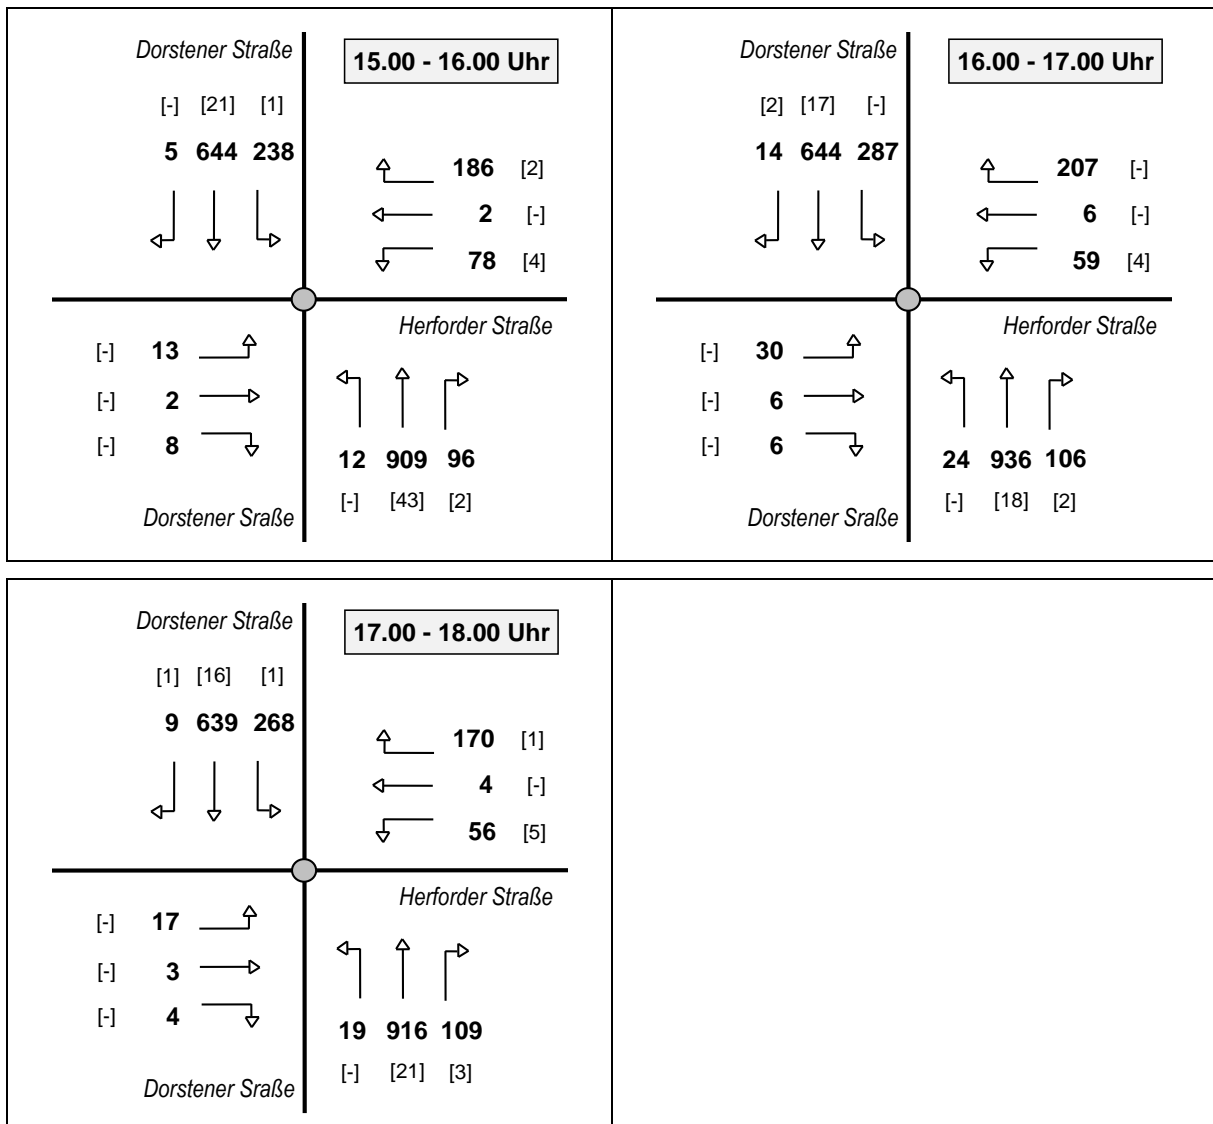 Dorstener Straße
15.00 - 16.00 Uhr
[-] [21] [1]
5 644 238
186 [2]
2 [-]
78 [4]
Herforder Straße
[-] 13
[-] 2
[-] 8
12 909 96
[-] [43] [2]
Dorstener Sraße
Dorstener Straße
16.00 - 17.00 Uhr
[2] [17] [-]
14 644 287
207 [-]
6 [-]
59 [4]
Herforder Straße
[-] 30
[-] 6
[-] 6
24 936 106
[-] [18] [2]
Dorstener Sraße
Dorstener Straße
17.00 - 18.00 Uhr
[1] [16] [1]
9 639 268
170 [1]
4 [-]
56 [5]
Herforder Straße
[-] 17
[-] 3
[-] 4
19 916 109
[-] [21] [3]
Dorstener Sraße